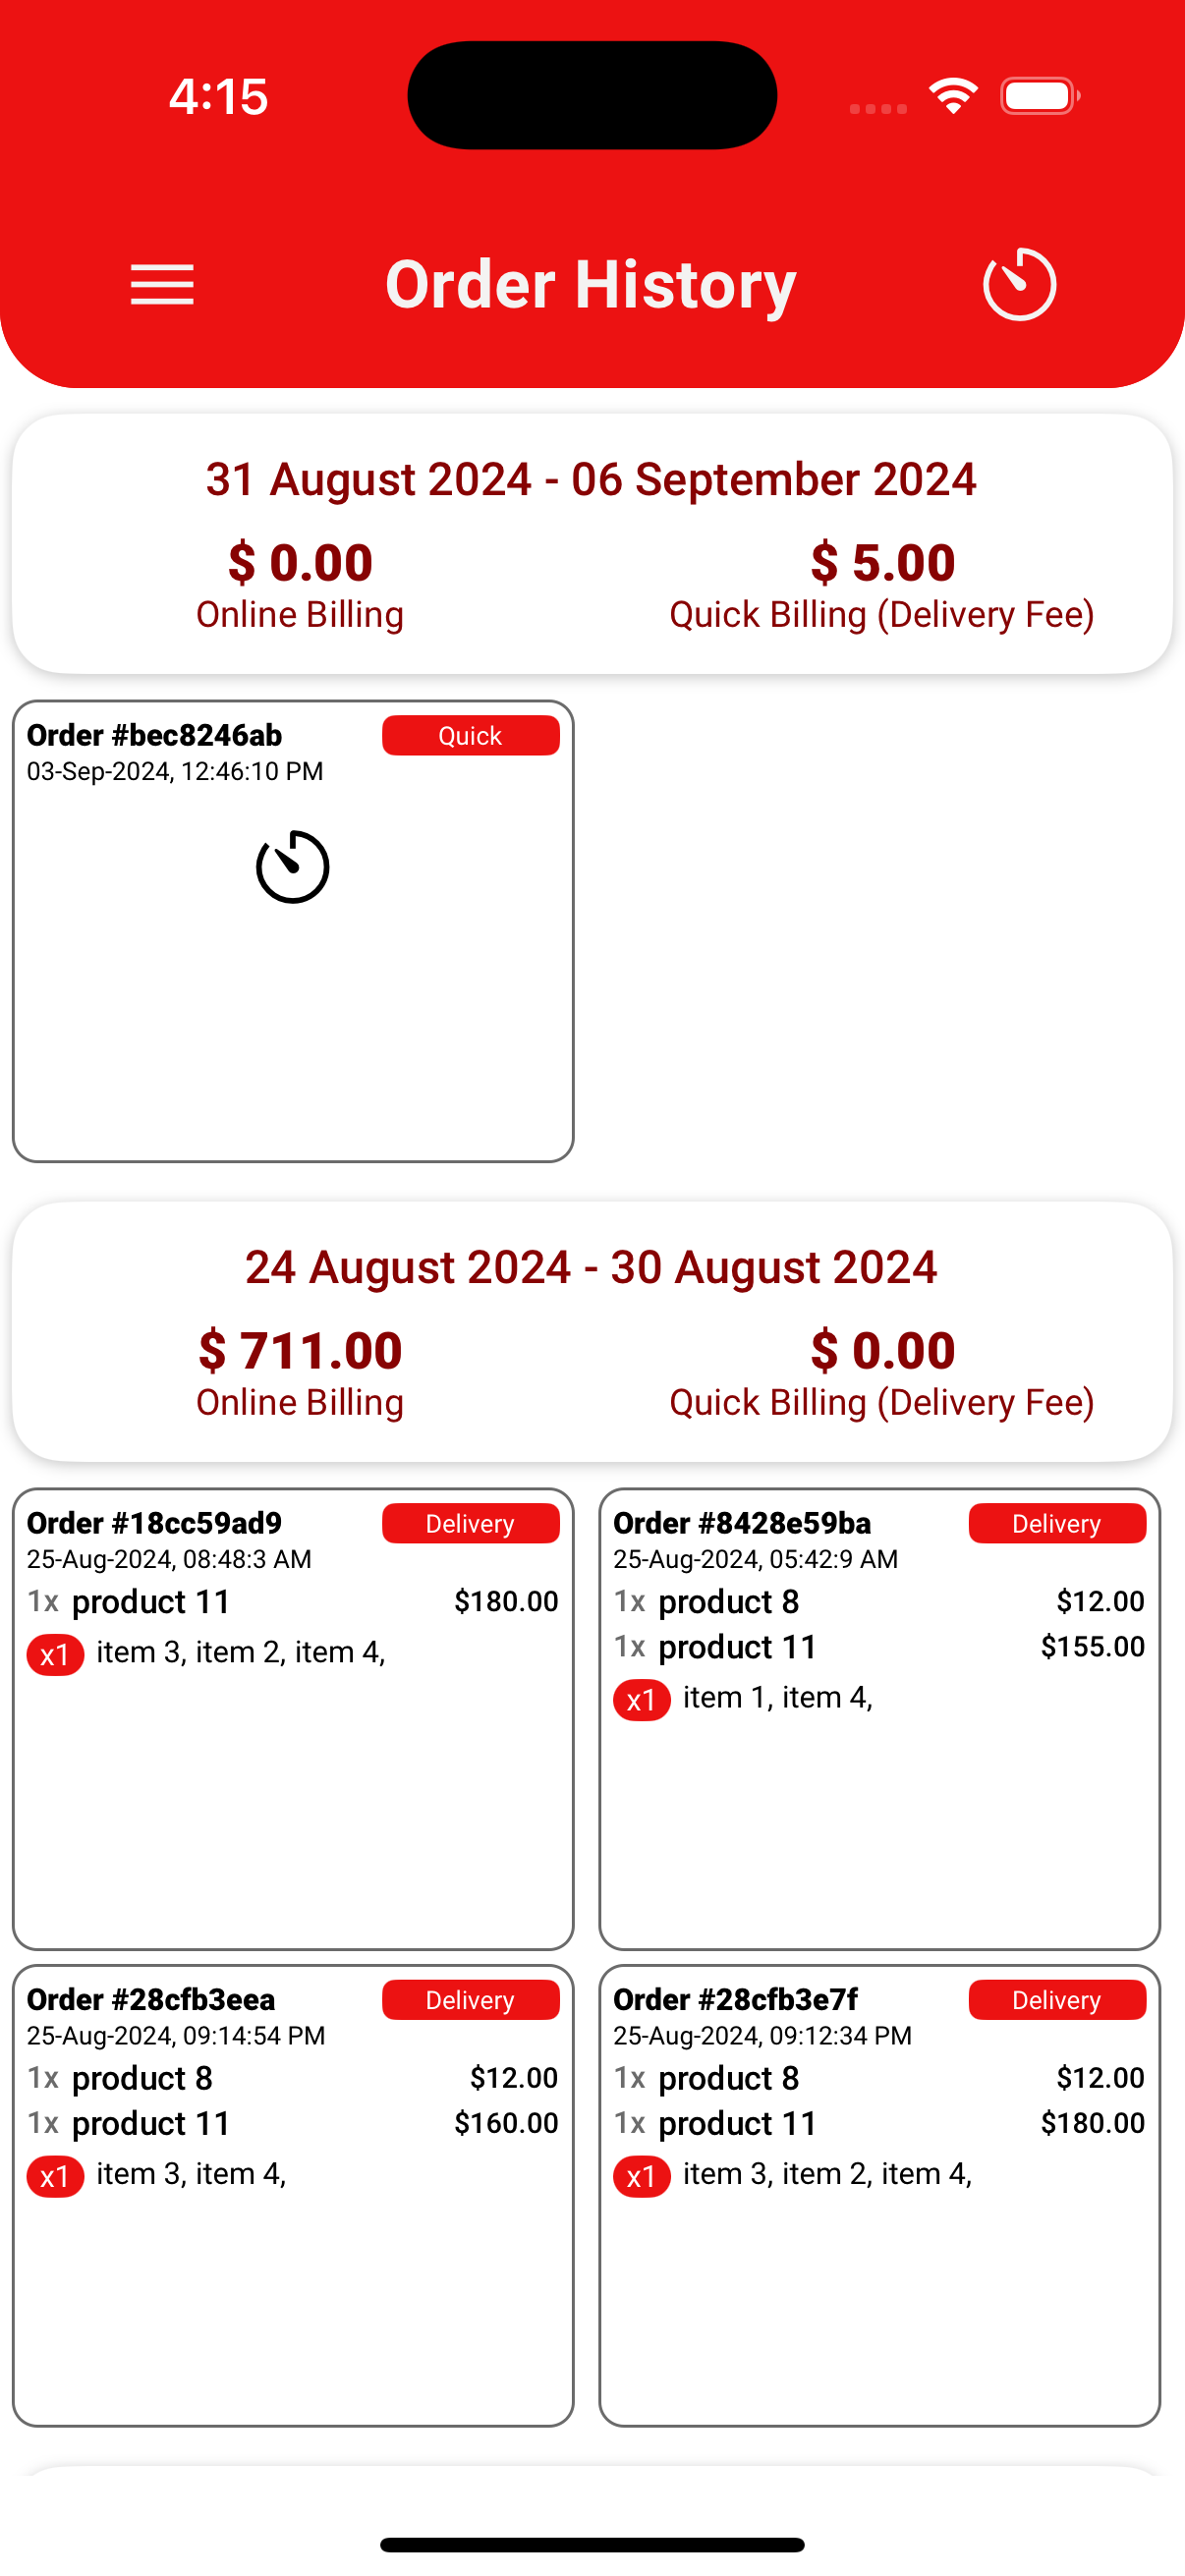 4:15
Order History
31 August 2024 - 06 September 2024
$ 0.00
Online Billing
$ 5.00
Quick Billing (Delivery Fee)
Order #bec8246ab
Quick
03-Sep-2024, 12:46:10 PM
24 August 2024 - 30 August 2024
$ 711.00
Online Billing
$ 0.00
Quick Billing (Delivery Fee)
Order #18cc59ad9
Delivery
25-Aug-2024, 08:48:3 AM
1x product 11 $180.00
x1 item 3, item 2, item 4,
Order #8428e59ba
Delivery
25-Aug-2024, 05:42:9 AM
1x product 8 $12.00
1x product 11 $155.00
x1 item 1, item 4,
Order #28cfb3eea
Delivery
25-Aug-2024, 09:14:54 PM
1x product 8 $12.00
1x product 11 $160.00
x1 item 3, item 4,
Order #28cfb3e7f
Delivery
25-Aug-2024, 09:12:34 PM
1x product 8 $12.00
1x product 11 $180.00
x1 item 3, item 2, item 4,